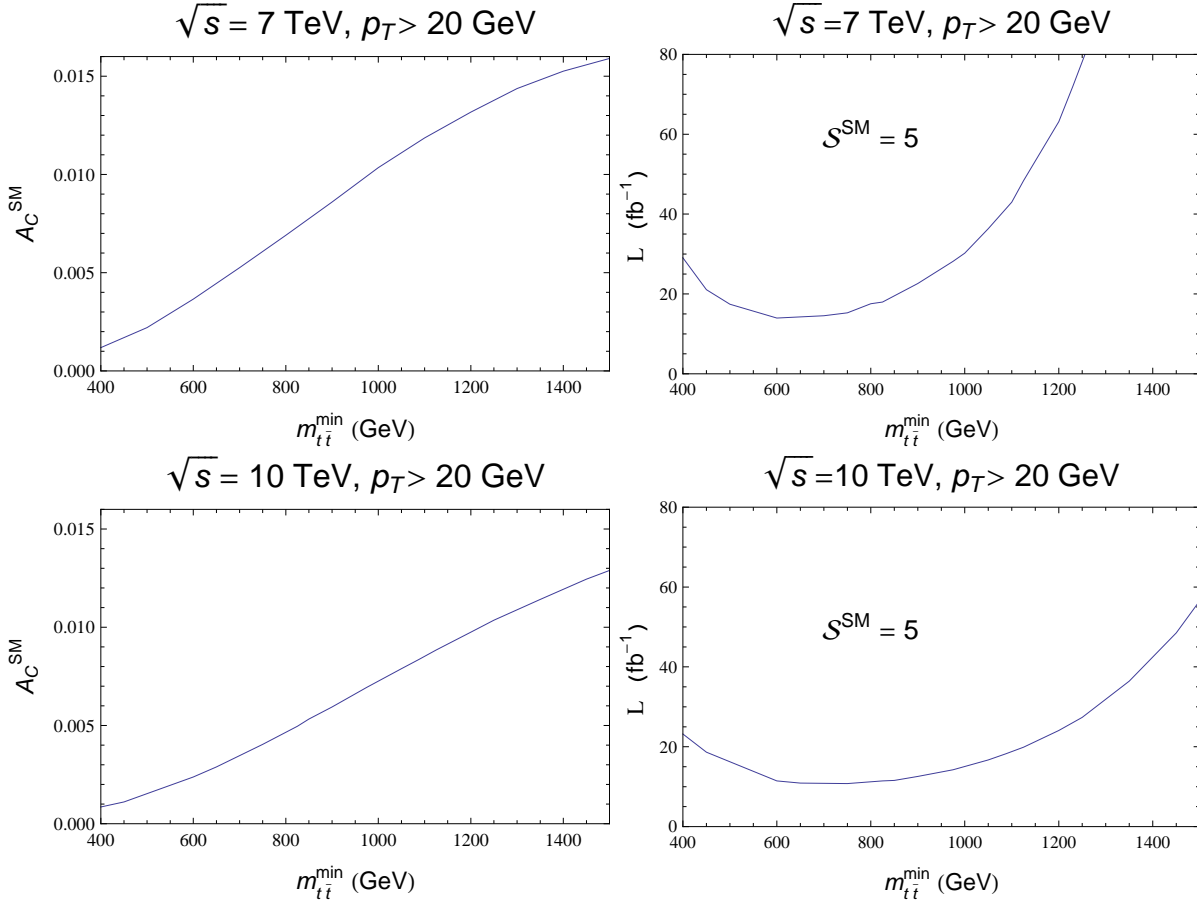 √s = 7 TeV, p_T > 20 GeV
0.015
0.010
0.005
0.000
A_C^SM
400 600 800 1000 1200 1400
m_{t t̄}^min (GeV)
√s =7 TeV, p_T > 20 GeV
80
60
40
20
0
L (fb⁻¹)
S^SM = 5
400 600 800 1000 1200 1400
m_{t t̄}^min (GeV)
√s = 10 TeV, p_T > 20 GeV
0.015
0.010
0.005
0.000
A_C^SM
400 600 800 1000 1200 1400
m_{t t̄}^min (GeV)
√s =10 TeV, p_T > 20 GeV
80
60
40
20
0
L (fb⁻¹)
S^SM = 5
400 600 800 1000 1200 1400
m_{t t̄}^min (GeV)